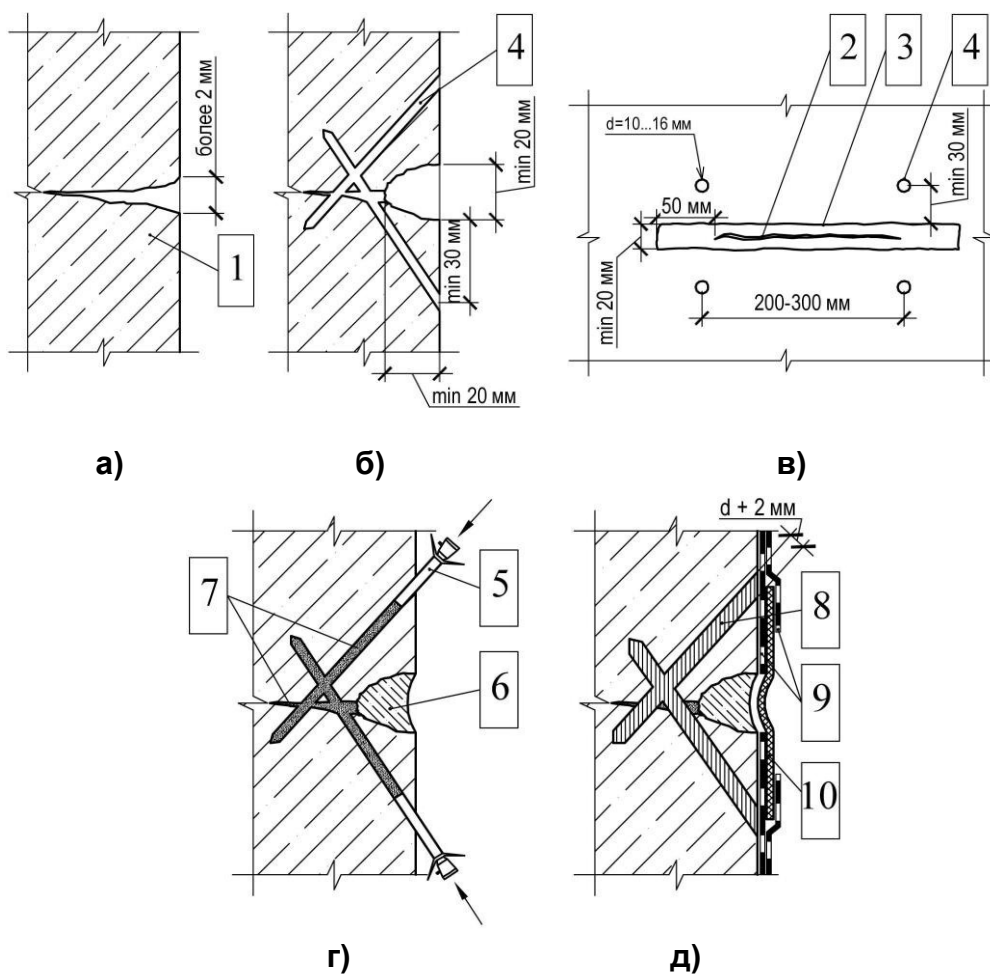 более 2 мм
1
а)
4
min 20 мм
min 30 мм
min 20 мм
б)
2
3
4
d=10...16 мм
50 мм
min 30 мм
min 20 мм
200-300 мм
в)
7
5
6
г)
d + 2 мм
8
9
10
д)